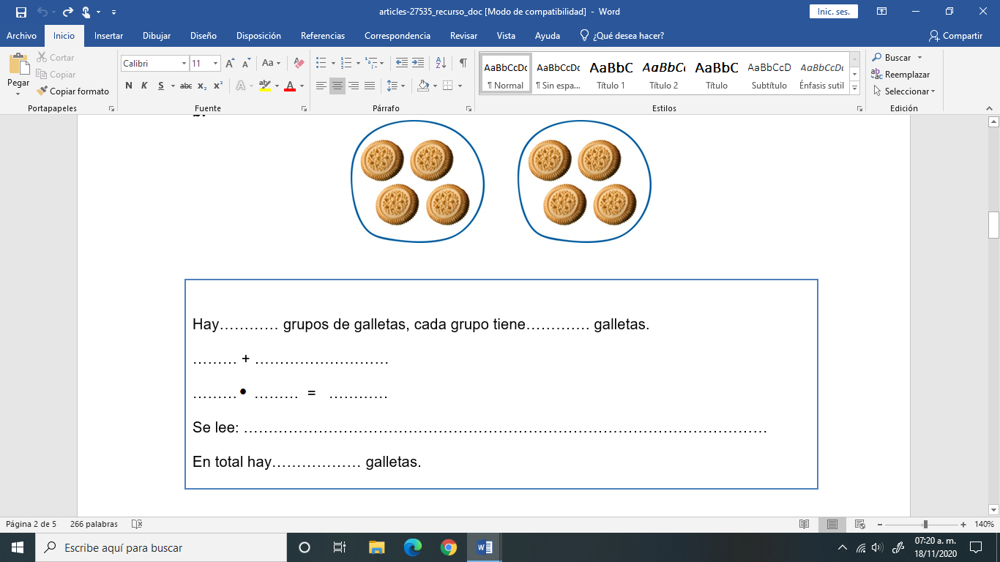 articles-27535_recurso_doc [Modo de compatibilidad] - Word
Inic. ses.
Archivo Inicio Insertar Dibujar Diseño Disposición Referencias Correspondencia Revisar Vista Ayuda ¿Qué desea hacer? Compartir
Pegar
Cortar
Copiar
Copiar formato
Portapapeles
Calibri 11
N K S abc x₂ x²
Fuente
Párrafo
AaBbCcDc AaBbCcDc AaBbC AaBbC AaBbC AaBbCcD AaBbCcDc
¶ Normal ¶ Sin espa... Título 1 Título 2 Título Subtítulo Énfasis sutil
Estilos
Buscar
Reemplazar
Seleccionar
Edición
b.
Hay………… grupos de galletas, cada grupo tiene…………. galletas.
……… + ………………………
………• ……… = …………
Se lee: ……………………………………………………………………………………………
En total hay……………… galletas.
Página 2 de 5 266 palabras 140%
Escribe aquí para buscar
07:20 a. m.
18/11/2020